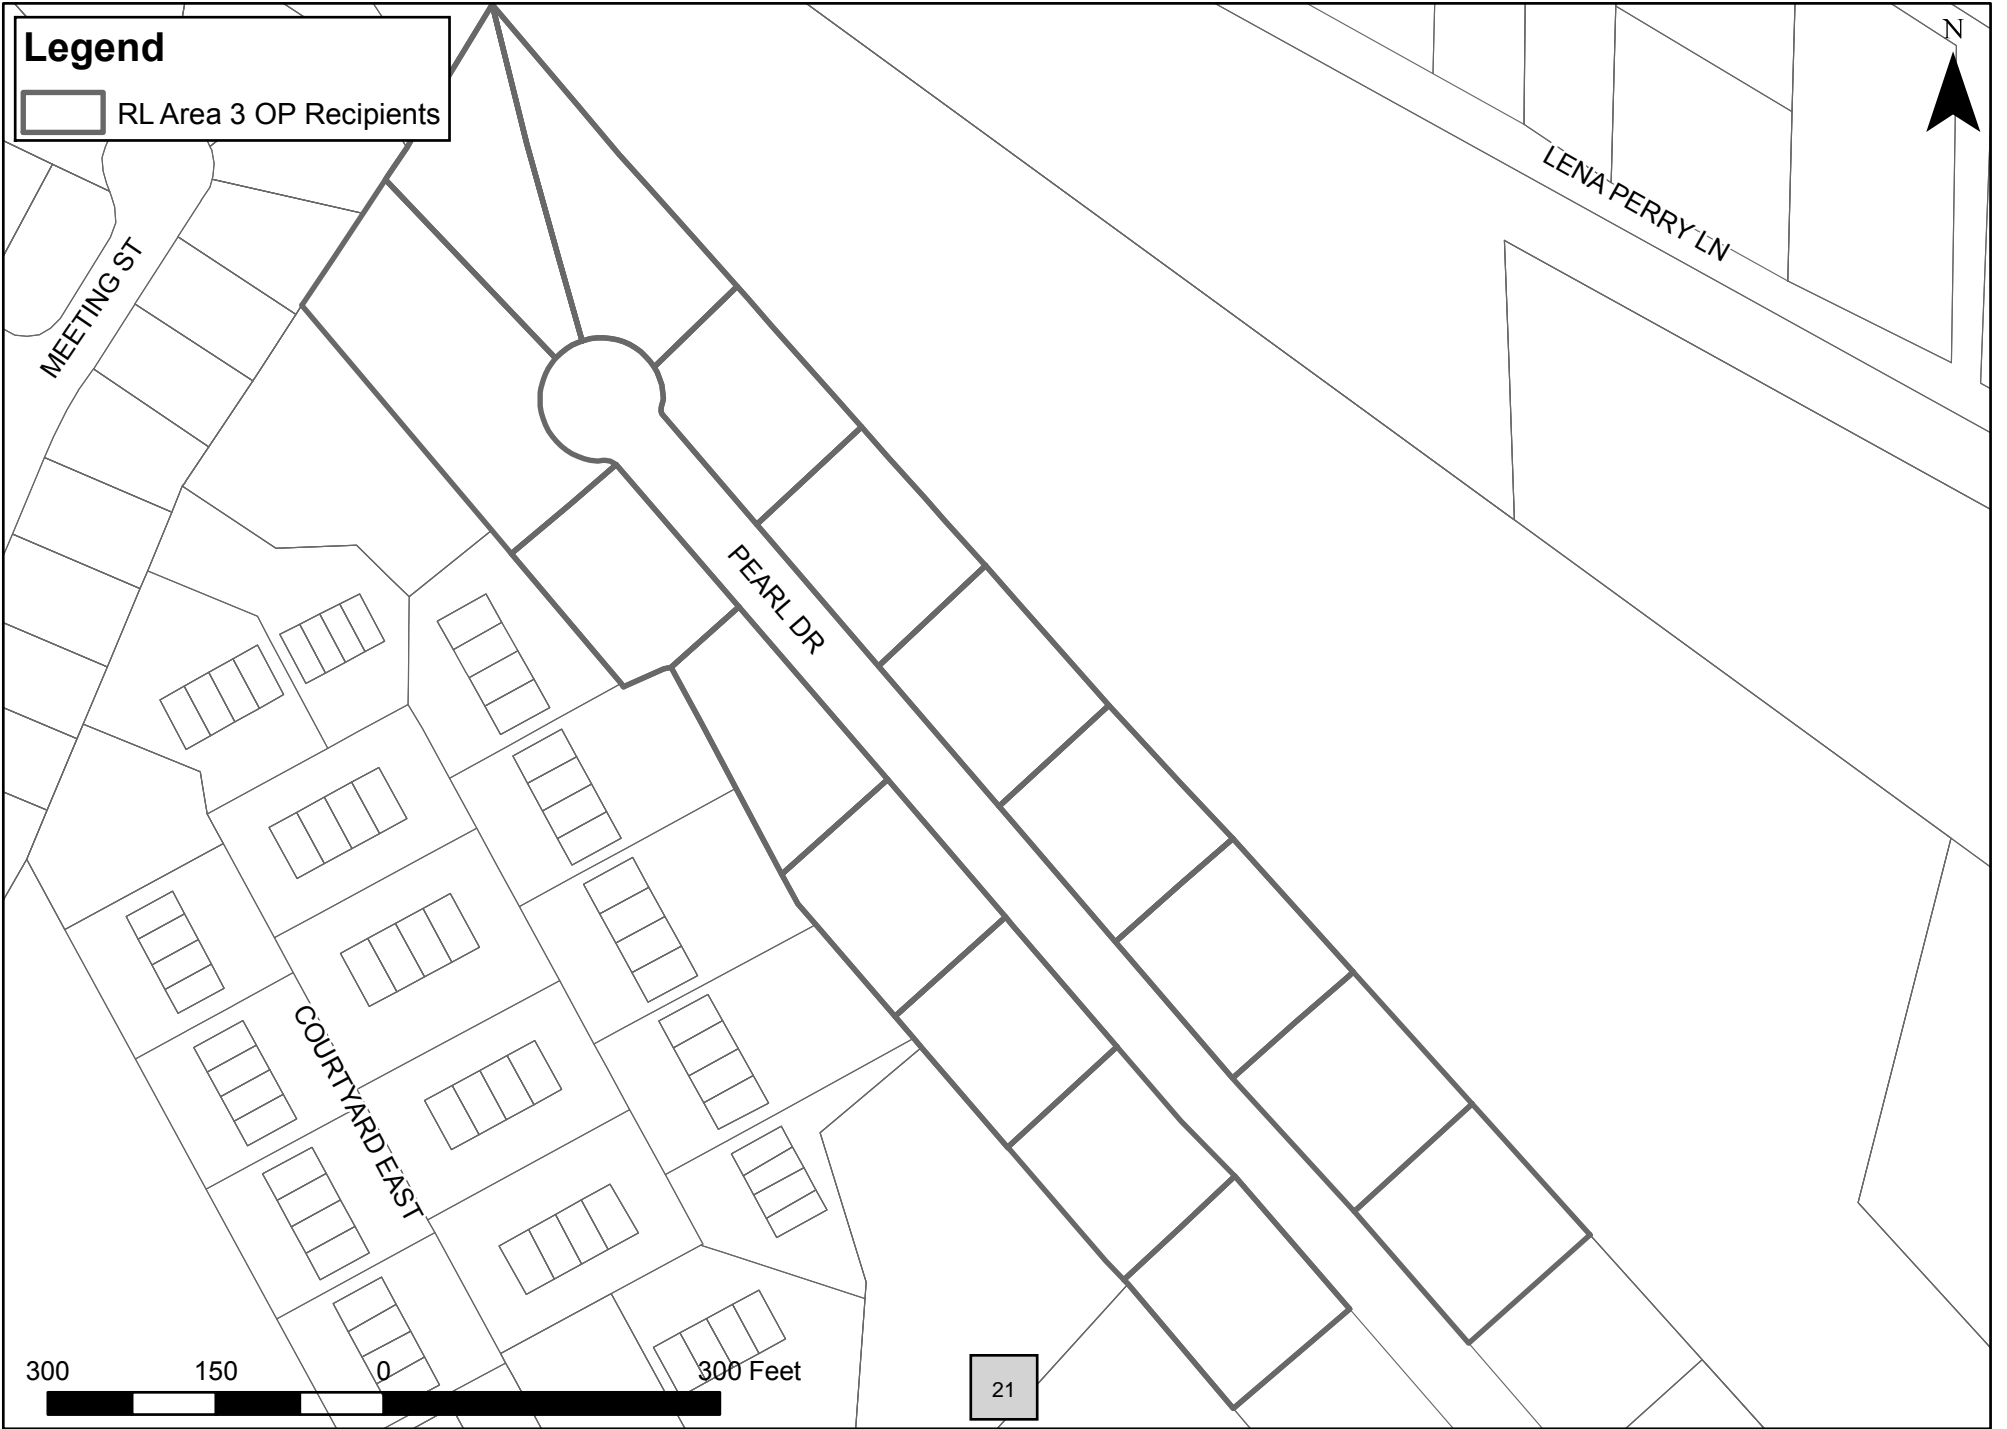 Legend
RL Area 3 OP Recipients
N
LENA PERRY LN
MEETING ST
PEARL DR
COURTYARD EAST
300 150 0 300 Feet
21